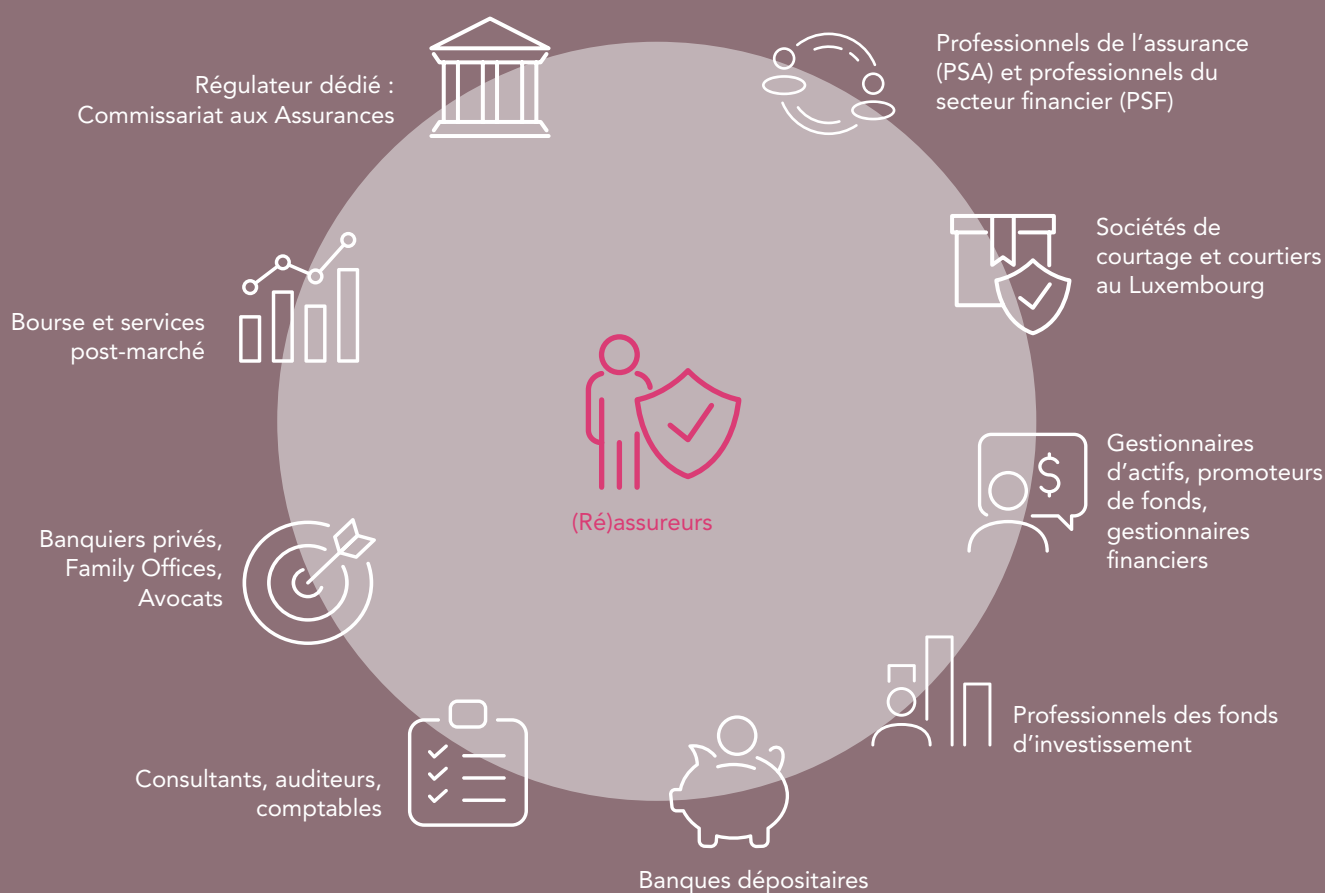 Régulateur dédié :
Commissariat aux Assurances
Professionnels de l’assurance
(PSA) et professionnels du
secteur financier (PSF)
Sociétés de
courtage et courtiers
au Luxembourg
Bourse et services
post-marché
(Ré)assureurs
Gestionnaires
d’actifs, promoteurs
de fonds,
gestionnaires
financiers
Banquiers privés,
Family Offices,
Avocats
Professionnels des fonds
d’investissement
Consultants, auditeurs,
comptables
Banques dépositaires
$